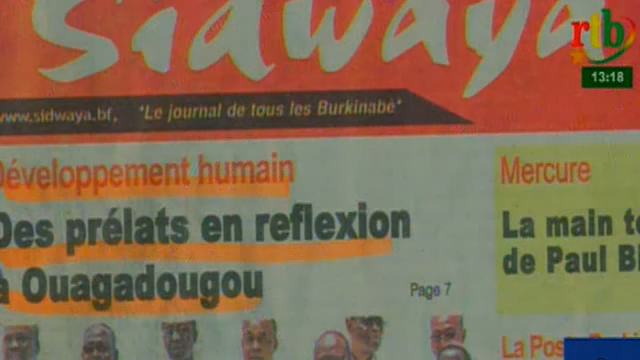 Sidwaya
rtb
13:18
www.sidwaya.bf, "Le journal de tous les Burkinabé"
Développement humain
Des prélats en reflexion
à Ouagadougou
Page 7
Mercure
La main
de Paul
La